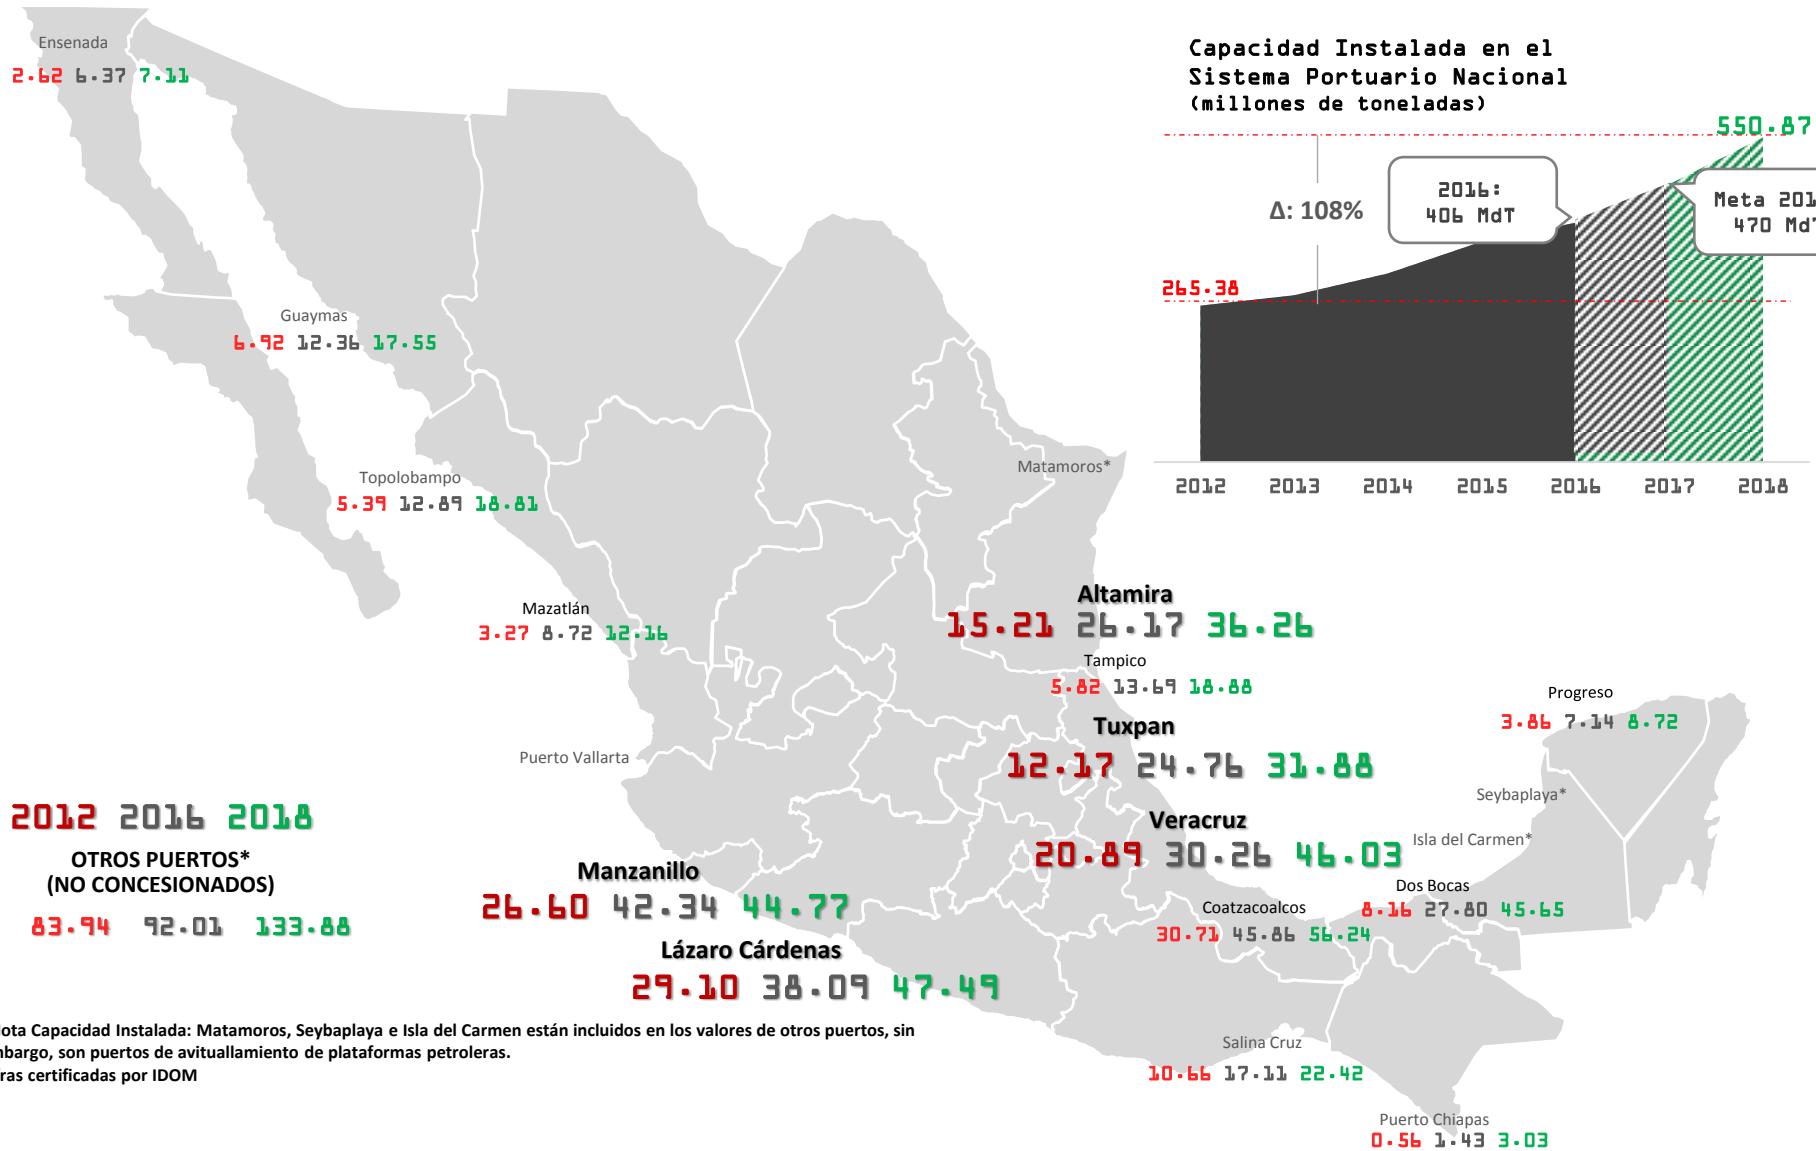 Ensenada
2.62 6.37 7.11
Capacidad Instalada en el
Sistema Portuario Nacional
(millones de toneladas)
550.87
2016:
406 MdT
Meta
470
Δ: 108%
265.38
2012 2013 2014 2015 2016 2017 2018
Guaymas
6.92 12.36 17.55
Matamoros*
Topolobampo
5.39 12.89 18.81
Altamira
15.21 26.17 36.26
Mazatlán
3.27 8.72 12.16
Tampico
5.82 13.69 18.88
Progreso
3.86 7.14 8.72
Tuxpan
12.17 24.76 31.88
Puerto Vallarta
Seybaplaya*
Veracruz
20.89 30.26 46.03
Isla del Carmen*
2012 2016 2018
OTROS PUERTOS*
(NO CONCESIONADOS)
83.94 92.01 133.88
Manzanillo
26.60 42.34 44.77
Dos Bocas
8.16 27.80 45.65
Coatzacoalcos
30.71 45.86 56.24
Lázaro Cárdenas
29.10 38.09 47.49
ota Capacidad Instalada: Matamoros, Seybaplaya e Isla del Carmen están incluidos en los valores de otros puertos, sin
mbargo, son puertos de avituallamiento de plataformas petroleras.
ras certificadas por IDOM
Salina Cruz
10.66 17.11 22.42
Puerto Chiapas
0.56 1.43 3.03